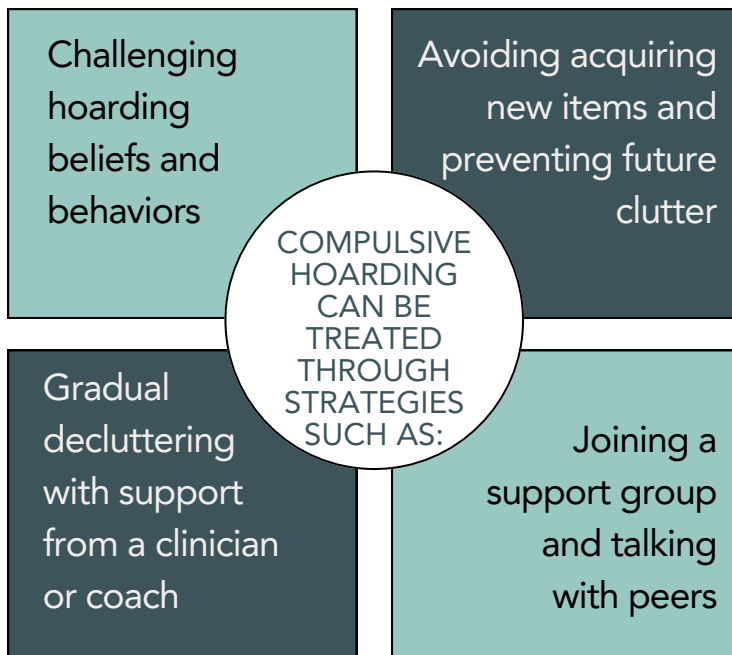 Challenging
hoarding
beliefs and
behaviors
Avoiding acquiring
new items and
preventing future
clutter
COMPULSIVE
HOARDING
CAN BE
TREATED
THROUGH
STRATEGIES
SUCH AS:
Gradual
decluttering
with support
from a clinician
or coach
Joining a
support group
and talking
with peers